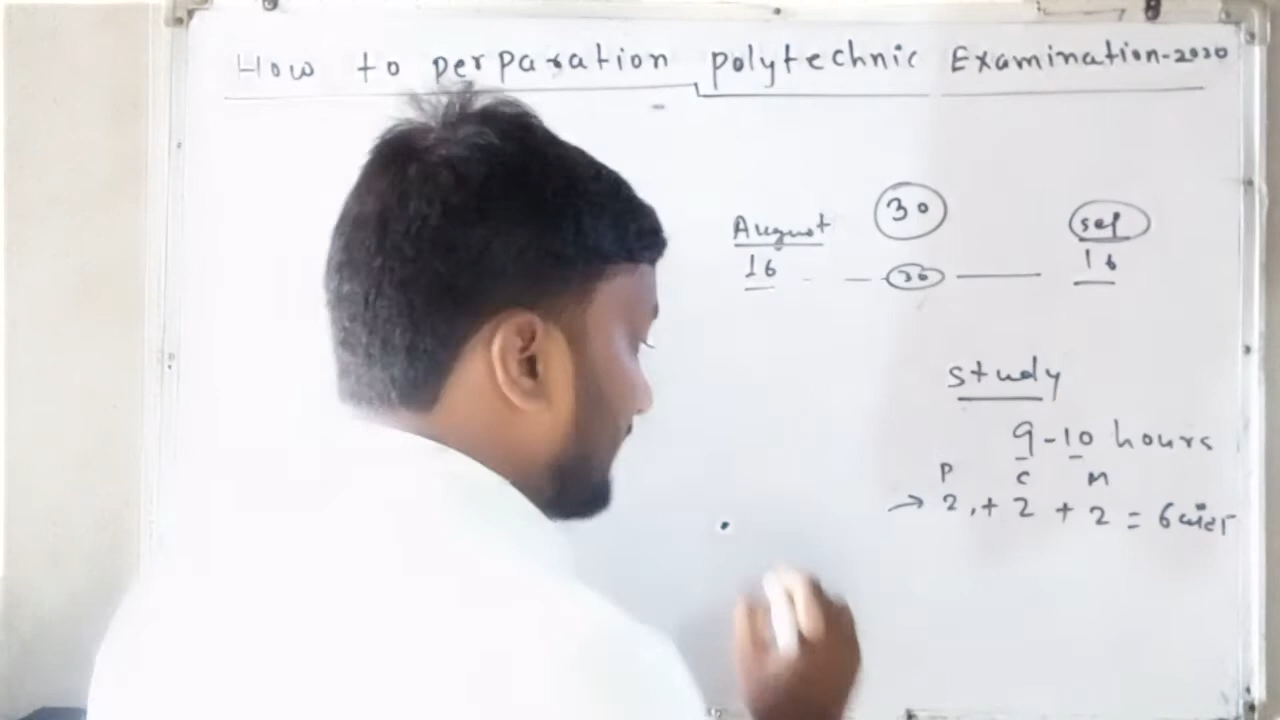 How to perparation polytechnic Examination-2020
30
August sep
16 - — 30 —— 16
study
9-10 hours
P C M
→ 2 + 2 + 2 = 6